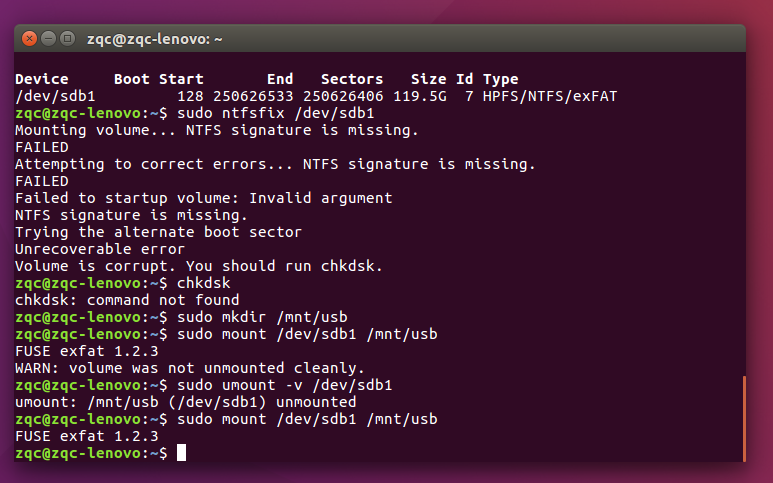 zqc@zqc-lenovo: ~
Device      Boot Start       End   Sectors   Size Id Type
/dev/sdb1         128 250626533 250626406 119.5G  7 HPFS/NTFS/exFAT
zqc@zqc-lenovo:~$ sudo ntfsfix /dev/sdb1
Mounting volume... NTFS signature is missing.
FAILED
Attempting to correct errors... NTFS signature is missing.
FAILED
Failed to startup volume: Invalid argument
NTFS signature is missing.
Trying the alternate boot sector
Unrecoverable error
Volume is corrupt. You should run chkdsk.
zqc@zqc-lenovo:~$ chkdsk
chkdsk: command not found
zqc@zqc-lenovo:~$ sudo mkdir /mnt/usb
zqc@zqc-lenovo:~$ sudo mount /dev/sdb1 /mnt/usb
FUSE exfat 1.2.3
WARN: volume was not unmounted cleanly.
zqc@zqc-lenovo:~$ sudo umount -v /dev/sdb1
umount: /mnt/usb (/dev/sdb1) unmounted
zqc@zqc-lenovo:~$ sudo mount /dev/sdb1 /mnt/usb
FUSE exfat 1.2.3
zqc@zqc-lenovo:~$